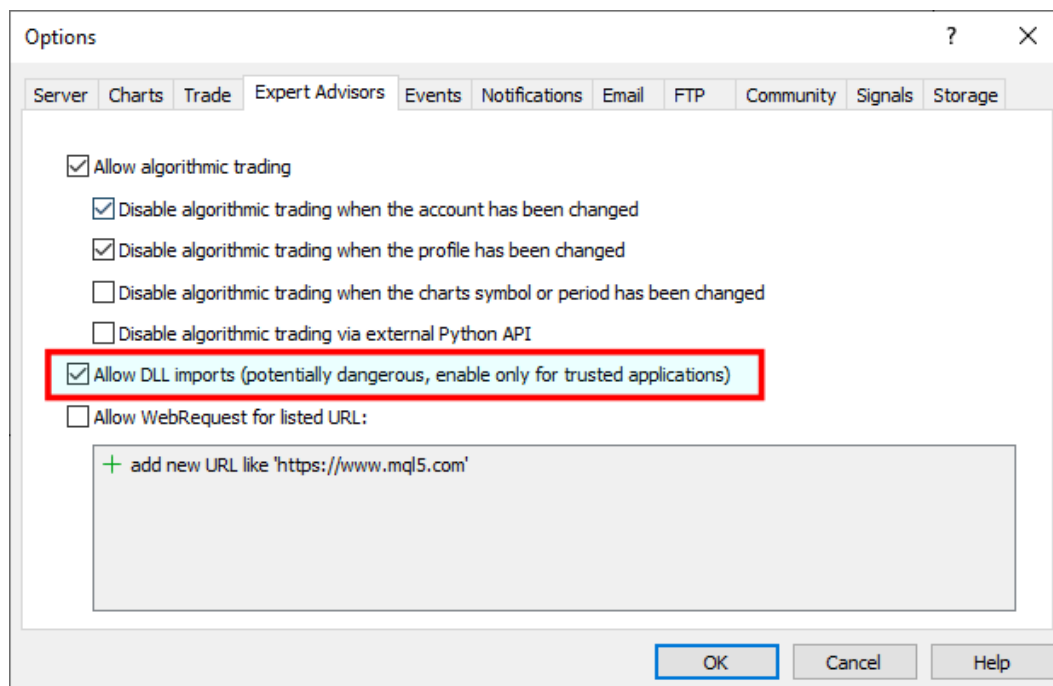 Options ?
Server Charts Trade Expert Advisors Events Notifications Email FTP Community Signals Storage
Allow algorithmic trading
Disable algorithmic trading when the account has been changed
Disable algorithmic trading when the profile has been changed
Disable algorithmic trading when the charts symbol or period has been changed
Disable algorithmic trading via external Python API
Allow DLL imports (potentially dangerous, enable only for trusted applications)
Allow WebRequest for listed URL:
add new URL like 'https://www.mql5.com'
OK Cancel Help